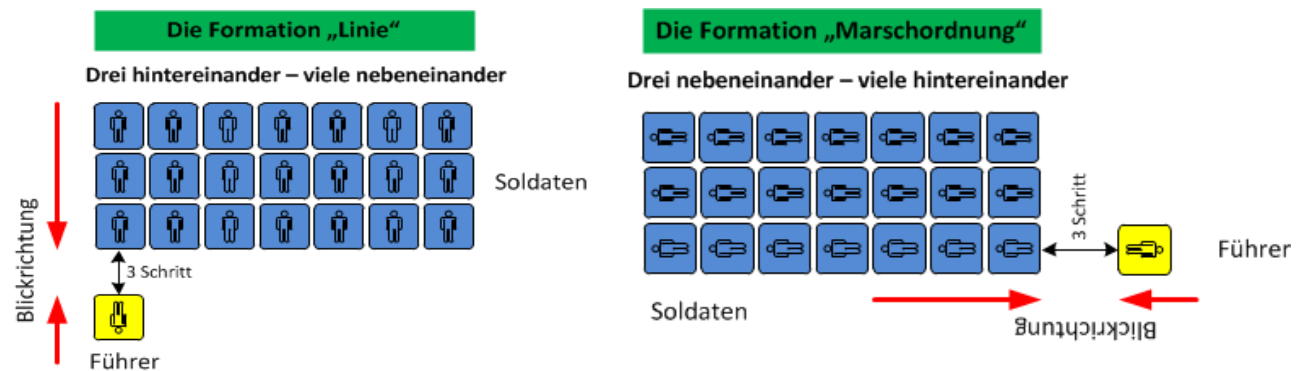 Die Formation „Linie“
Drei hintereinander – viele nebeneinander
Blickrichtung
Soldaten
3 Schritt
Führer
Die Formation „Marschordnung“
Drei nebeneinander – viele hintereinander
3 Schritt
Führer
Soldaten
Blickrichtung